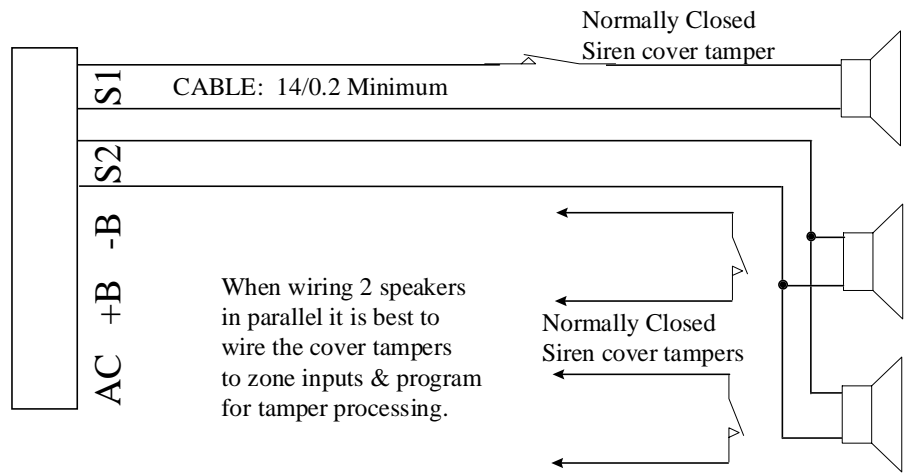 Normally Closed
Siren cover tamper
S1
CABLE: 14/0.2 Minimum
S2
-B
+B
AC
When wiring 2 speakers
in parallel it is best to
wire the cover tampers
to zone inputs & program
for tamper processing.
Normally Closed
Siren cover tampers